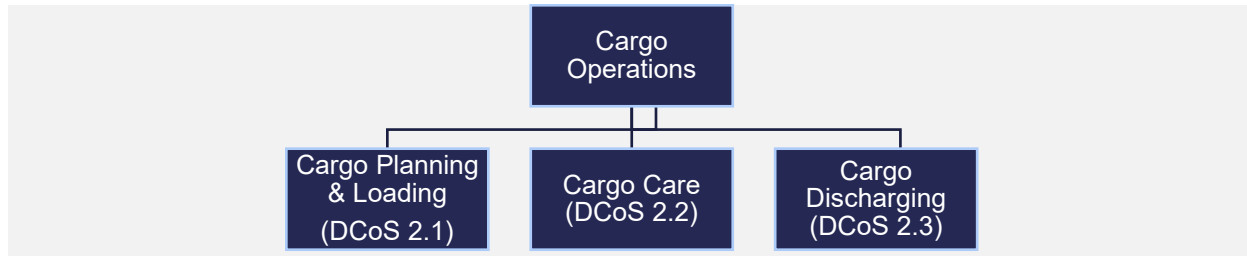 Cargo
Operations
Cargo Planning
& Loading
(DCoS 2.1)
Cargo Care
(DCoS 2.2)
Cargo
Discharging
(DCoS 2.3)